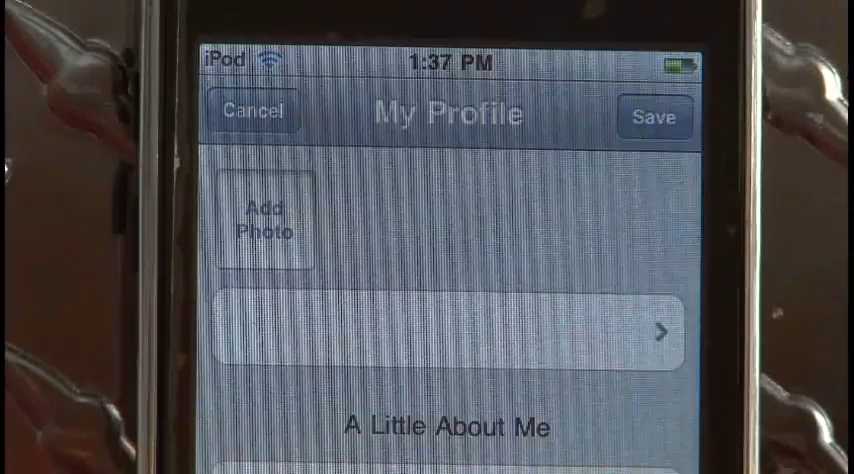 iPod 1:37 PM
Cancel My Profile Save
Add
Photo
A Little About Me